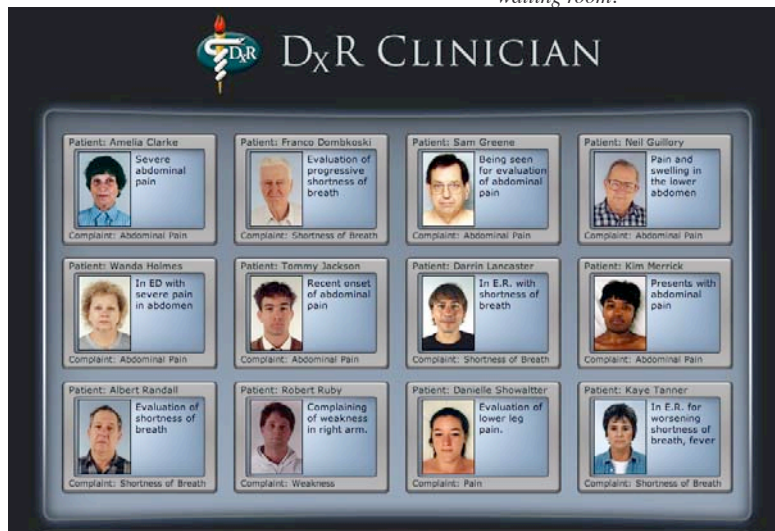 waiting room.
DxR DxR CLINICIAN
Patient: Amelia Clarke
Severe
abdominal
pain
Complaint: Abdominal Pain
Patient: Franco Dombkoski
Evaluation of
progressive
shortness of
breath
Complaint: Shortness of Breath
Patient: Sam Greene
Being seen
for evaluation
of abdominal
pain
Complaint: Abdominal Pain
Patient: Neil Guillory
Pain and
swelling in
the lower
abdomen
Complaint: Abdominal Pain
Patient: Wanda Holmes
In ED with
severe pain
in abdomen
Complaint: Abdominal Pain
Patient: Tommy Jackson
Recent onset
of abdominal
pain
Complaint: Abdominal Pain
Patient: Darrin Lancaster
In E.R. with
shortness of
breath
Complaint: Shortness of Breath
Patient: Kim Merrick
Presents with
abdominal
pain
Complaint: Abdominal Pain
Patient: Albert Randall
Evaluation of
shortness of
breath
Complaint: Shortness of Breath
Patient: Robert Ruby
Complaining
of weakness
in right arm.
Complaint: Weakness
Patient: Danielle Showaltter
Evaluation of
lower leg
pain.
Complaint: Pain
Patient: Kaye Tanner
In E.R. for
worsening
shortness of
breath, fever
Complaint: Shortness of Breath